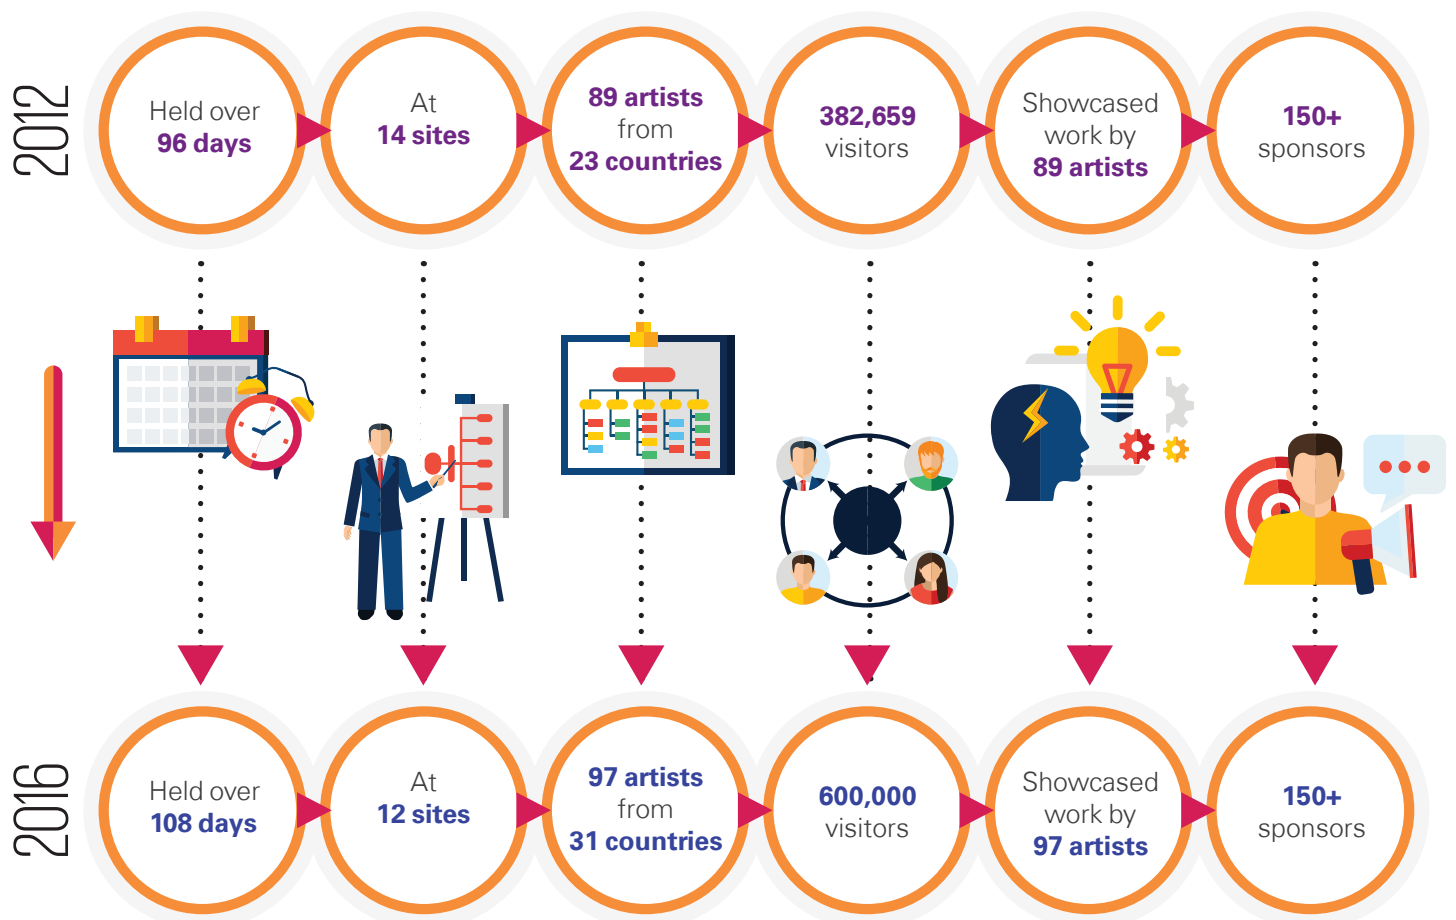 2012
Held over
96 days
At
14 sites
89 artists
from
23 countries
382,659
visitors
Showcased
work by
89 artists
150+
sponsors
2016
Held over
108 days
At
12 sites
97 artists
from
31 countries
600,000
visitors
Showcased
work by
97 artists
150+
sponsors